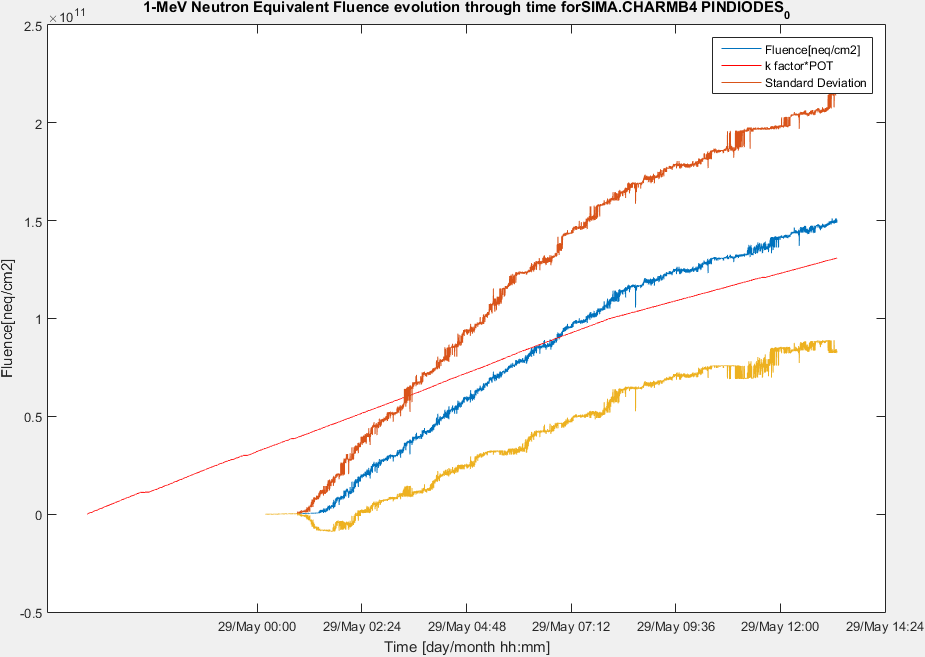 1-MeV Neutron Equivalent Fluence evolution through time forSIMA.CHARMB4 PINDIODES0
× 10^11
2.5
2
1.5
1
0.5
0
-0.5
Fluence[neq/cm2]
Fluence[neq/cm2]
k factor*POT
Standard Deviation
29/May 00:00 29/May 02:24 29/May 04:48 29/May 07:12 29/May 09:36 29/May 12:00 29/May 14:24
Time [day/month hh:mm]